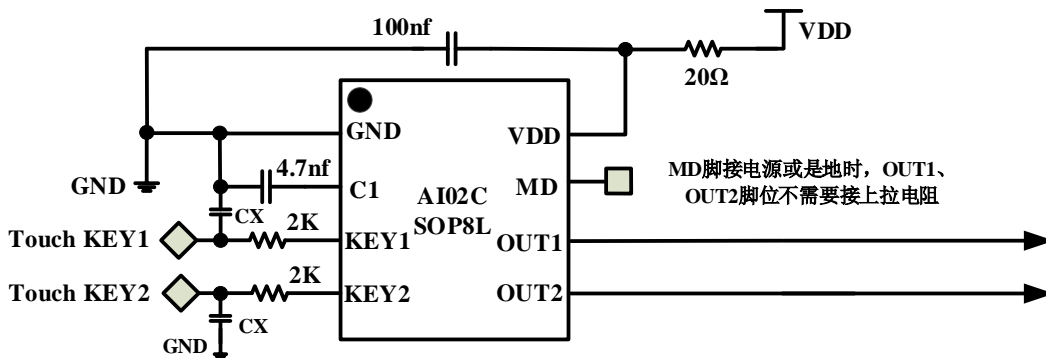 100nf
VDD
20Ω
GND
VDD
MD脚接电源或是地时，OUT1、
OUT2脚位不需要接上拉电阻
4.7nf
GND
C1
MD
AI02C
SOP8L
CX
2K
Touch KEY1
KEY1
OUT1
2K
Touch KEY2
KEY2
OUT2
CX
GND